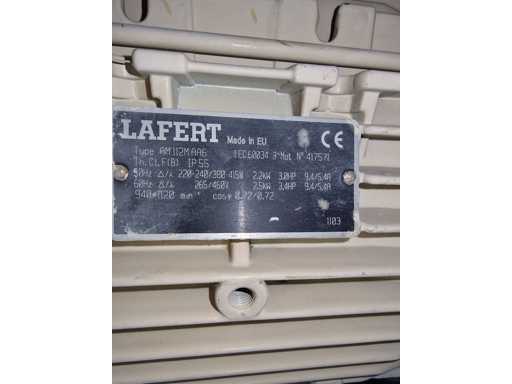 LAFERT Made in EU CE
Type AM112MAA6 IEC60034 3~Mot. N° 417571
Th.Cl.F(B) IP55
50Hz Δ/⅄ 220-240/380-415V 2.2kW 3.0HP 9.4/5.4A
60Hz Δ/⅄ 265/460V 2.5kW 3.4HP 9.4/5.4A
940-1120 min⁻¹ cosφ 0.72/0.72
1103